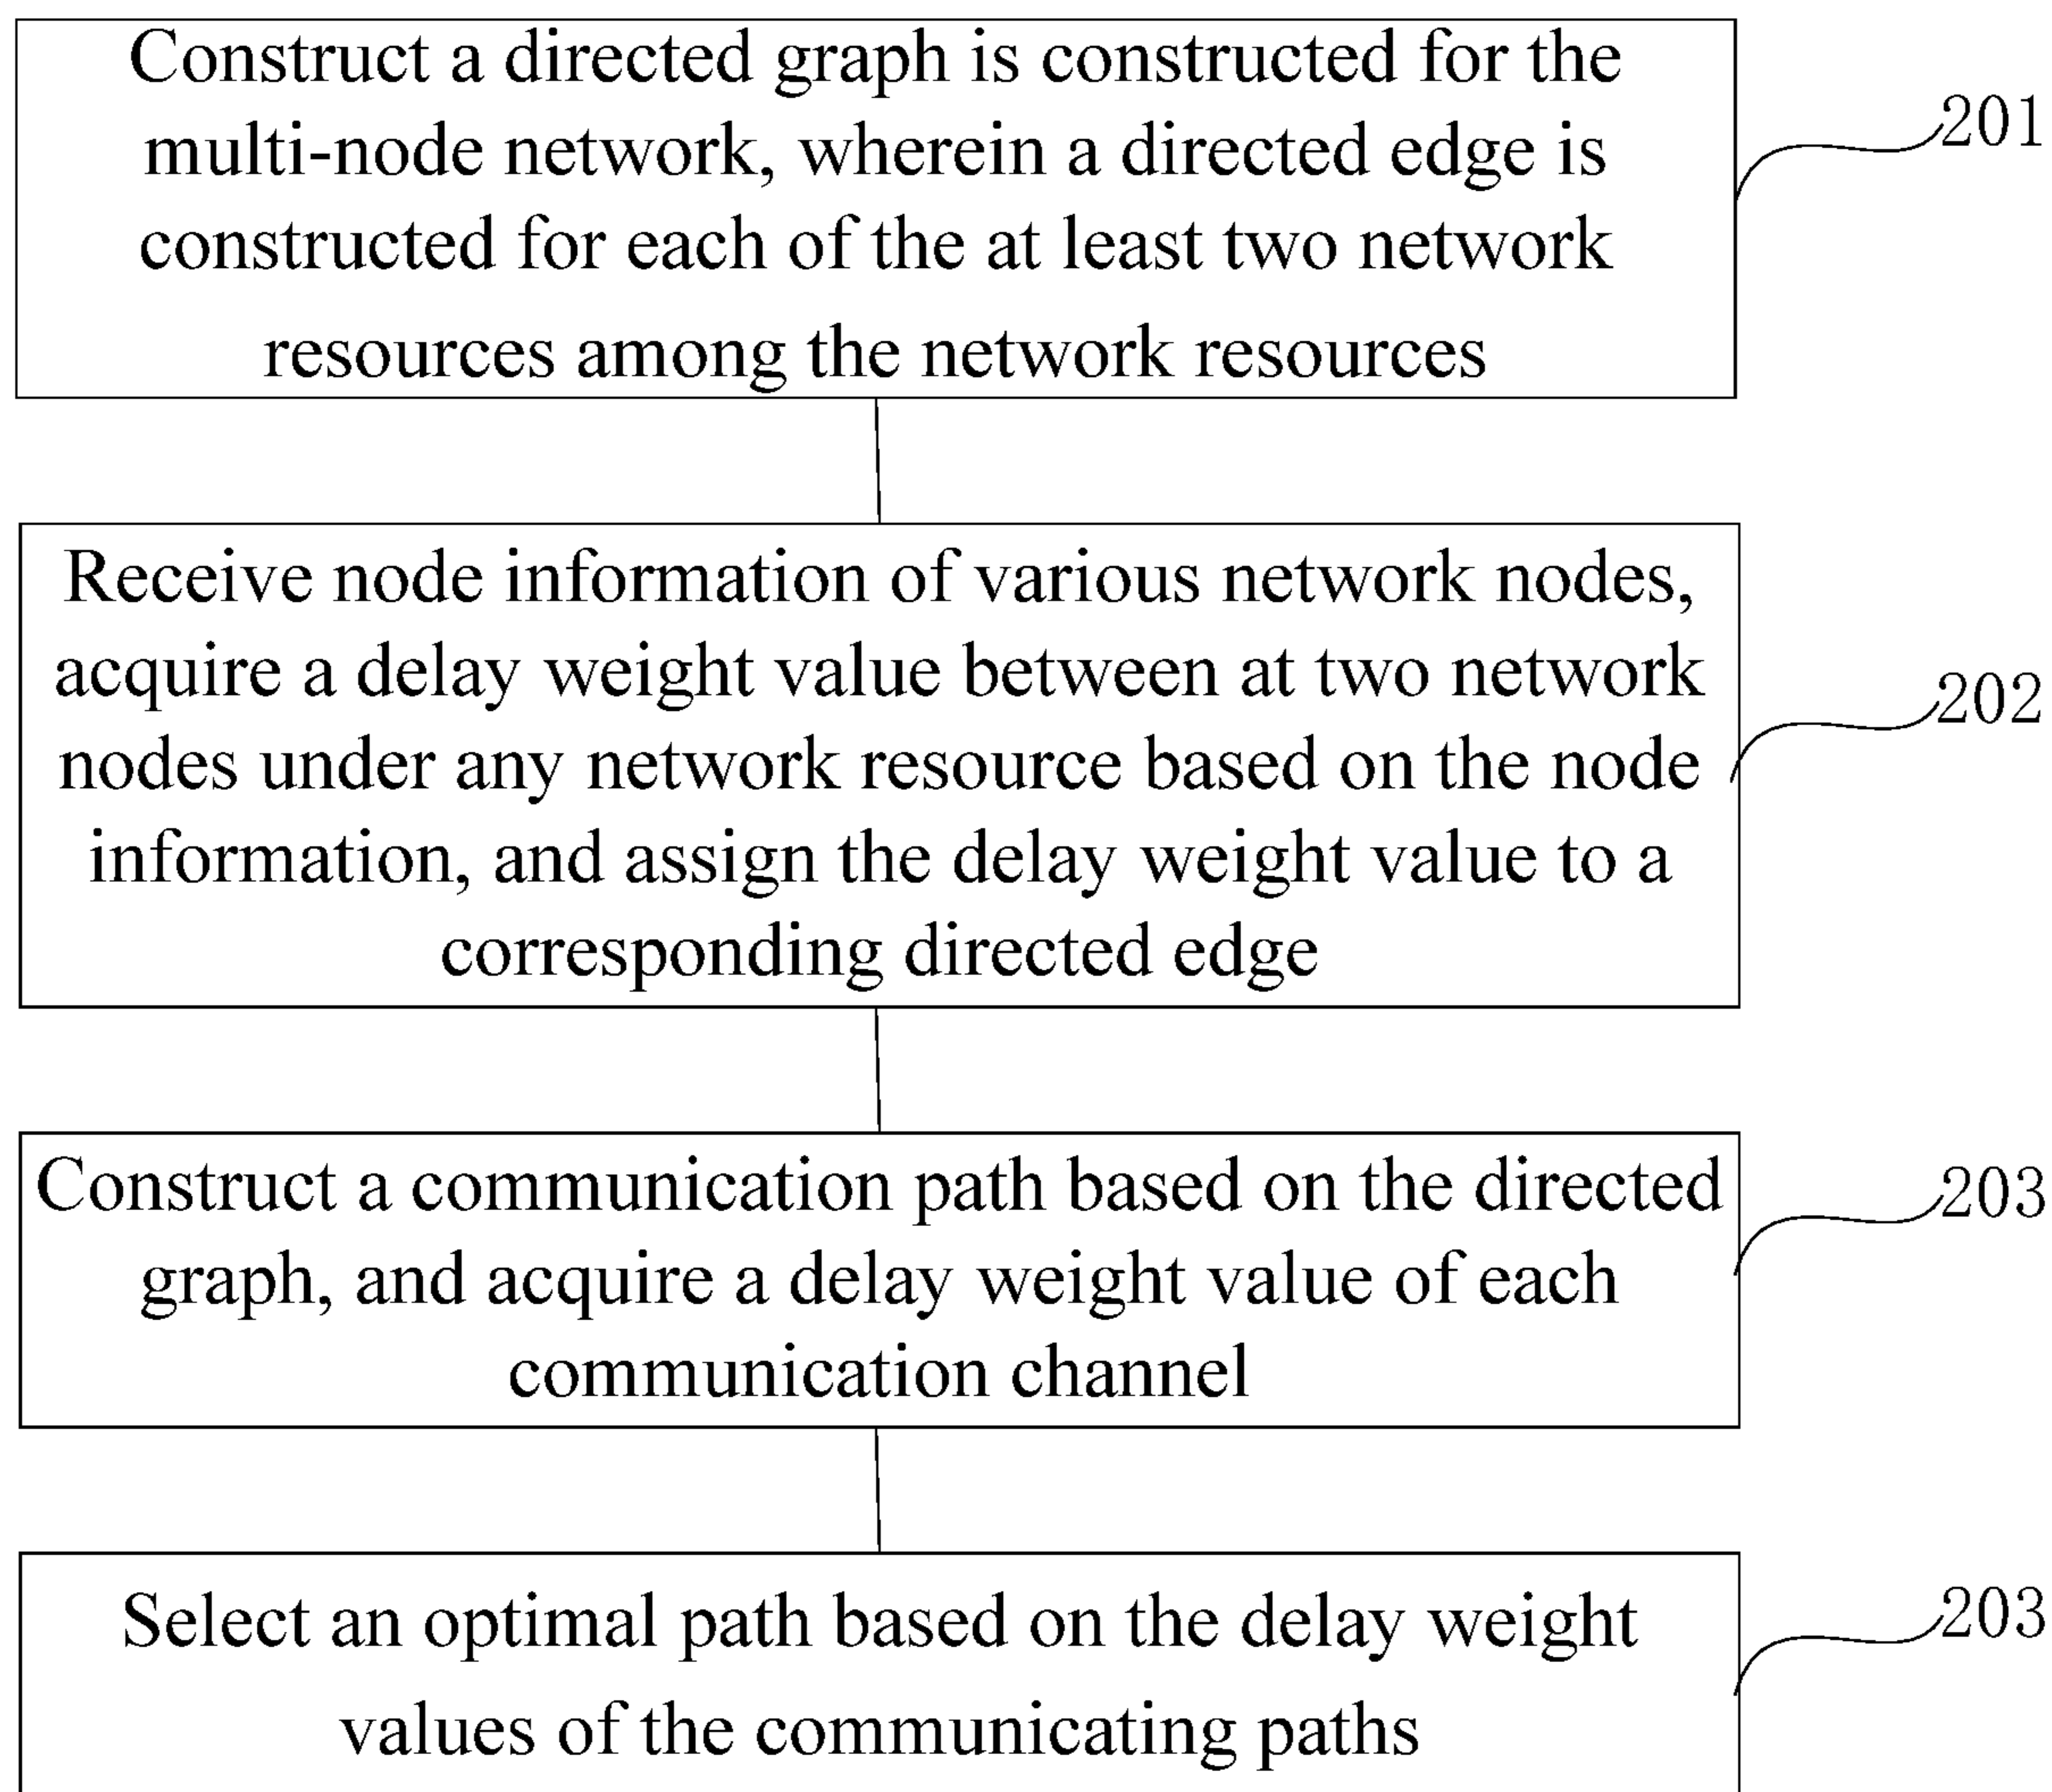 Construct a directed graph is constructed for the
multi-node network, wherein a directed edge is
constructed for each of the at least two network
resources among the network resources
201
Receive node information of various network nodes,
acquire a delay weight value between at two network
nodes under any network resource based on the node
information, and assign the delay weight value to a
corresponding directed edge
202
Construct a communication path based on the directed
graph, and acquire a delay weight value of each
communication channel
203
Select an optimal path based on the delay weight
values of the communicating paths
203